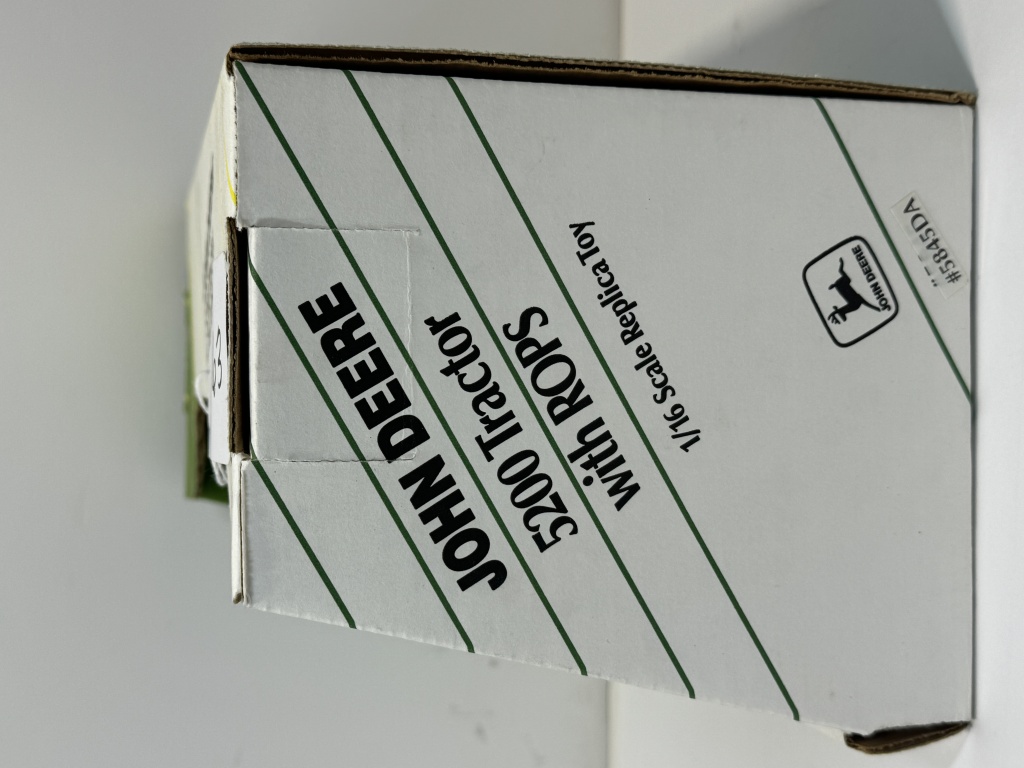 JOHN DEERE
5200 Tractor
with ROPS
1/16 Scale Replica Toy
JOHN DEERE
#5845DA